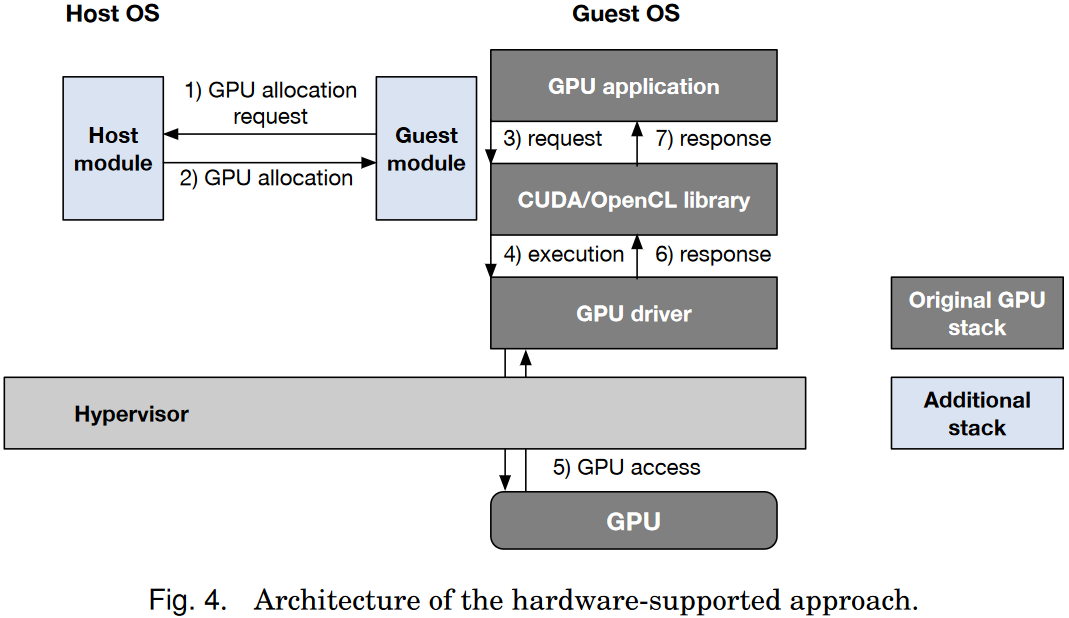 Host OS
Guest OS
Host
module
1) GPU allocation
request
2) GPU allocation
Guest
module
GPU application
3) request
7) response
CUDA/OpenCL library
4) execution
6) response
GPU driver
Original GPU
stack
Hypervisor
Additional
stack
5) GPU access
GPU
Fig. 4. Architecture of the hardware-supported approach.